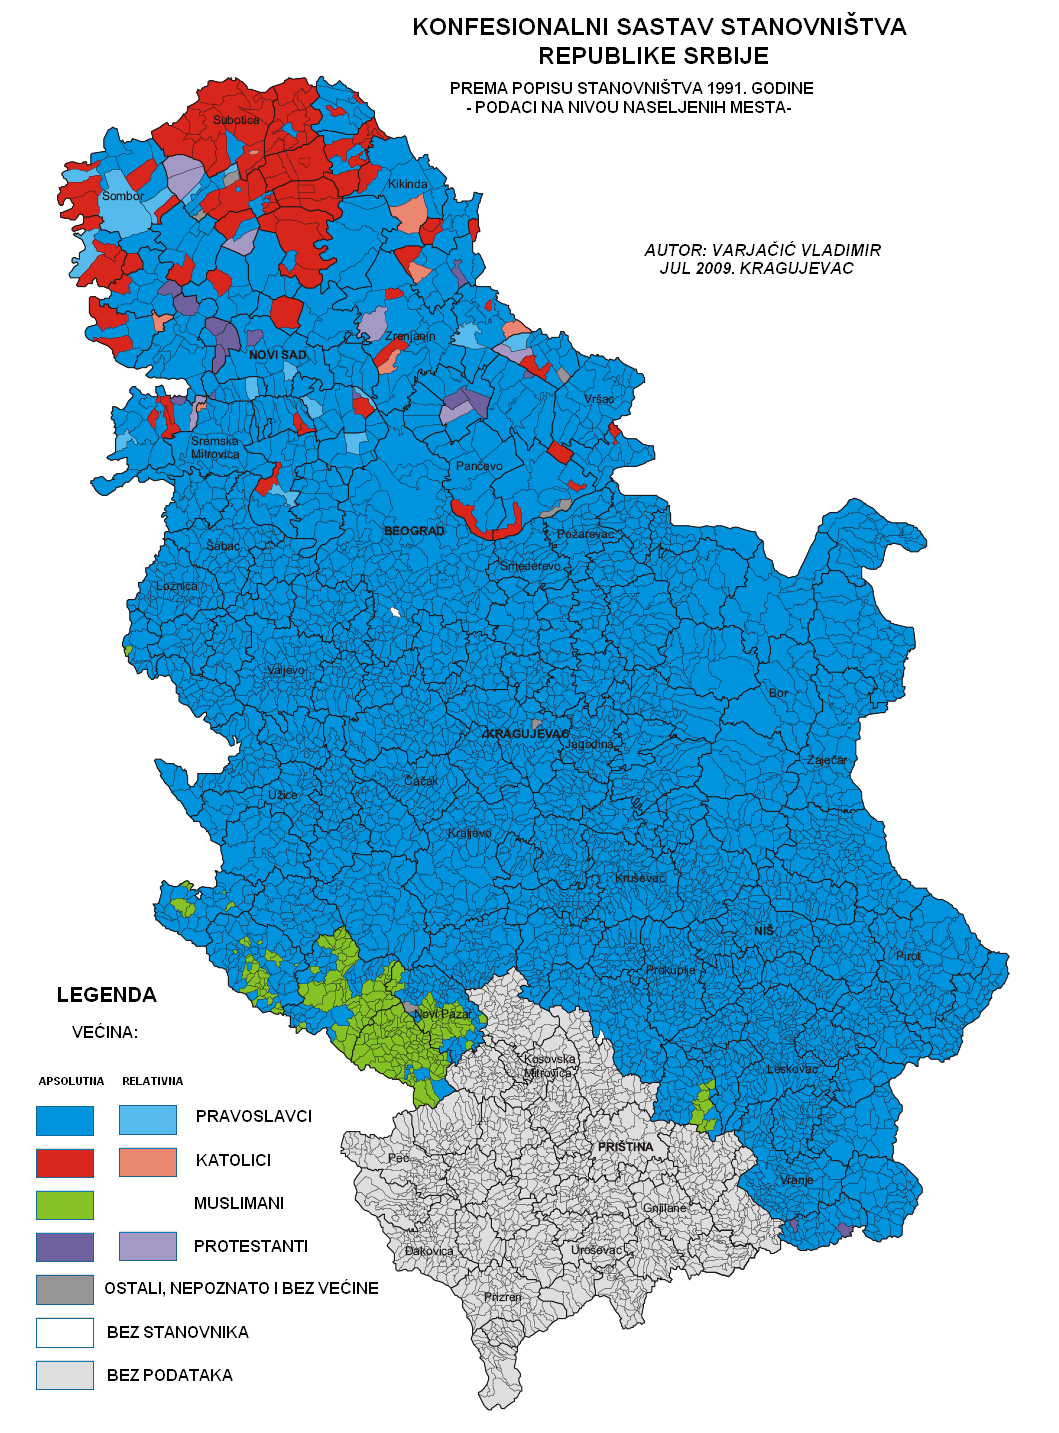 KONFESIONALNI SASTAV STANOVNIŠTVA
REPUBLIKE SRBIJE
PREMA POPISU STANOVNIŠTVA 1991. GODINE
- PODACI NA NIVOU NASELJENIH MESTA-
AUTOR: VARJAČIĆ VLADIMIR
JUL 2009. KRAGUJEVAC
Subotica
Kikinda
Sombor
Zrenjanin
NOVI SAD
Vršac
Sremska
Mitrovica
Pančevo
BEOGRAD
Požarevac
Šabac
Smederevo
Loznica
Valjevo
Bor
KRAGUJEVAC
Jagodina
Zaječar
Čačak
Užice
Kraljevo
Kruševac
NIŠ
Pirot
Prokuplje
Novi Pazar
Kosovska
Mitrovica
Leskovac
PRIŠTINA
Peć
Vranje
Gnjilane
Đakovica
Uroševac
Prizren
LEGENDA
VEĆINA:
APSOLUTNA RELATIVNA
PRAVOSLAVCI
KATOLICI
MUSLIMANI
PROTESTANTI
OSTALI, NEPOZNATO I BEZ VEĆINE
BEZ STANOVNIKA
BEZ PODATAKA